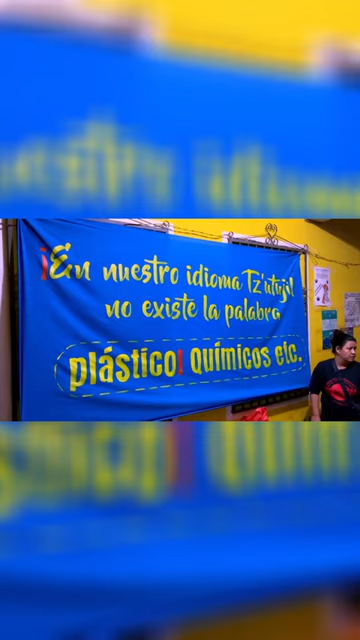 ¡En nuestro idioma Tz'utujil
no existe la palabra
plástico! Químicos etc.